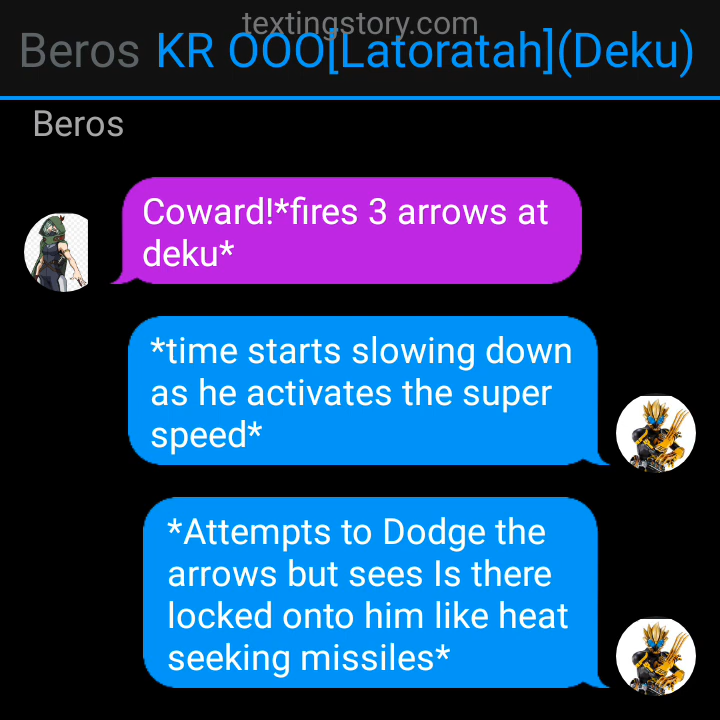 textingstory.com
Beros KR OOO[Latoratah](Deku)
Beros
Coward!*fires 3 arrows at
deku*
*time starts slowing down
as he activates the super
speed*
*Attempts to Dodge the
arrows but sees Is there
locked onto him like heat
seeking missiles*